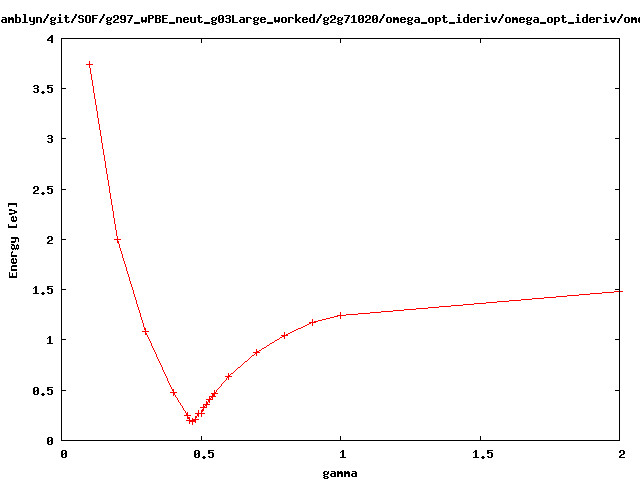 amblyn/git/SOF/g297_wPBE_neut_g03Large_worked/g2g71020/omega_opt_ideriv/omega_opt_ideriv/ome
4
3.5
3
2.5
2
1.5
1
0.5
0
Energy [eV]
0 0.5 1 1.5 2
gamma